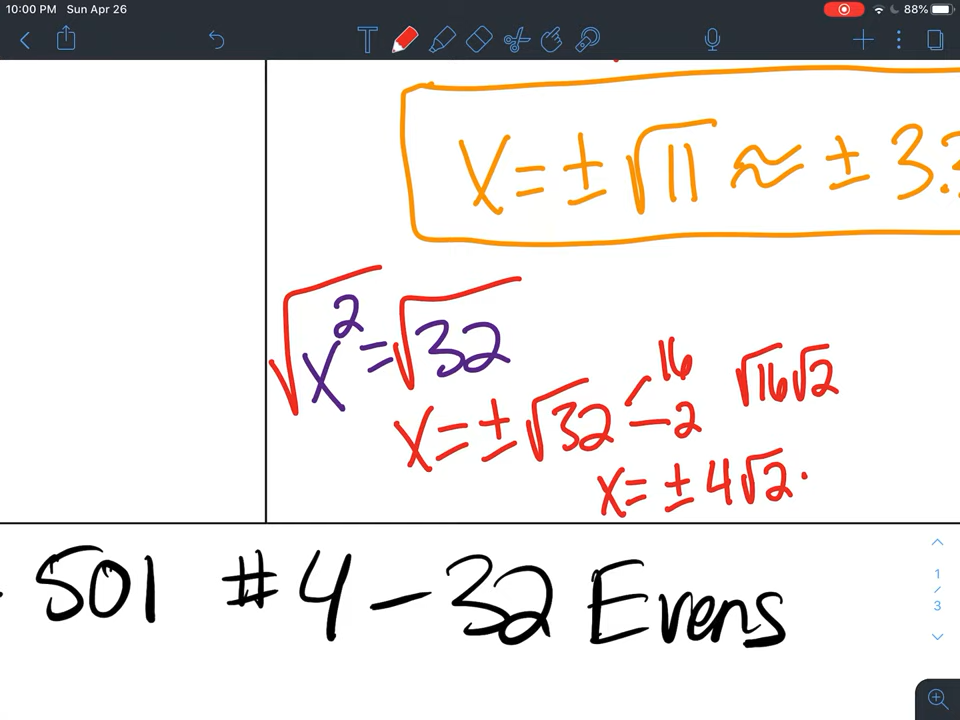 10:00 PM Sun Apr 26 88%
T
x = ± √11 ≈ ± 3.3
√x² = √32
x = ± √32 16 2 √16 √2
x = ± 4√2 ·
1 / 3
501 #4 - 32 Evens